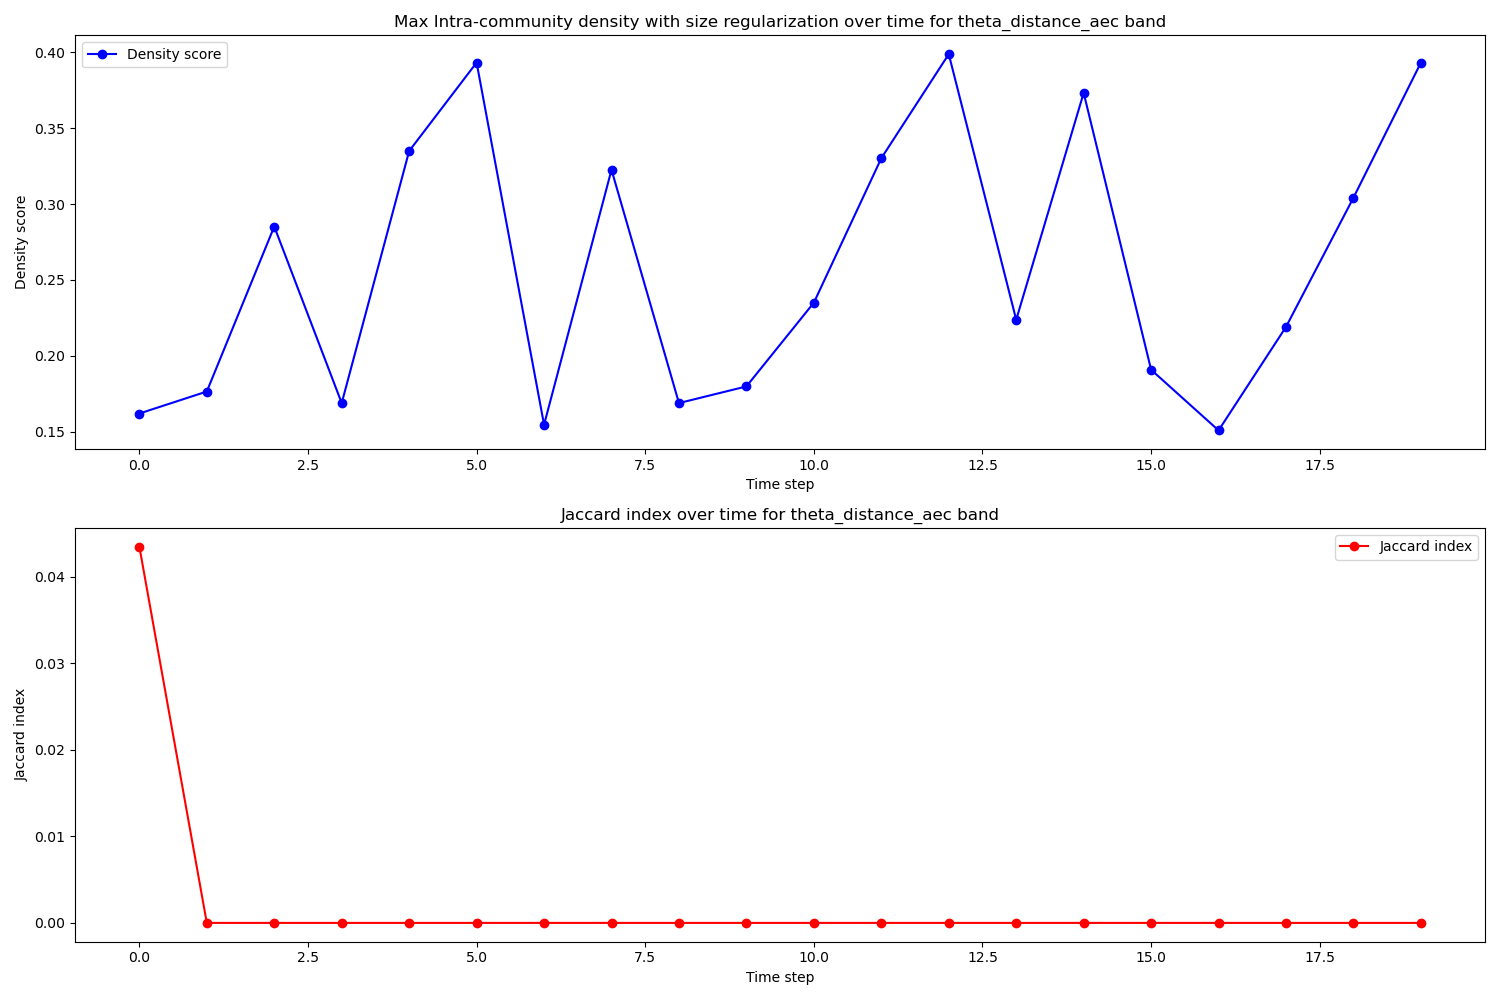 Max Intra-community density with size regularization over time for theta_distance_aec band
Density score
0.40
0.35
0.30
0.25
0.20
0.15
Density score
0.0 2.5 5.0 7.5 10.0 12.5 15.0 17.5
Time step
Jaccard index over time for theta_distance_aec band
Jaccard index
0.04
0.03
0.02
0.01
0.00
Jaccard index
0.0 2.5 5.0 7.5 10.0 12.5 15.0 17.5
Time step